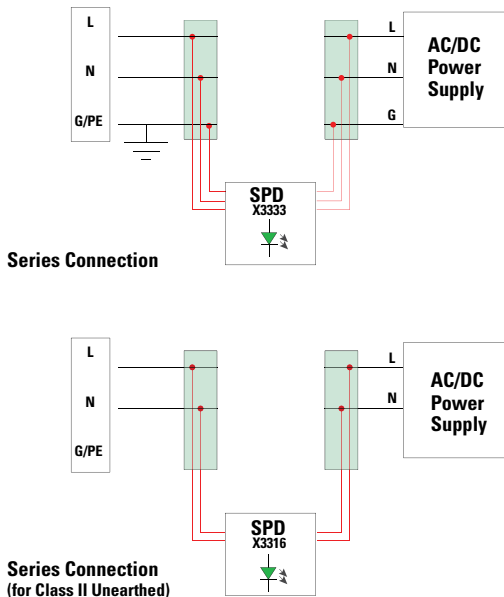 L
N
G/PE
L
N
G
AC/DC
Power
Supply
SPD
X3333
Series Connection
L
N
G/PE
L
N
AC/DC
Power
Supply
SPD
X3316
Series Connection
(for Class II Unearthed)